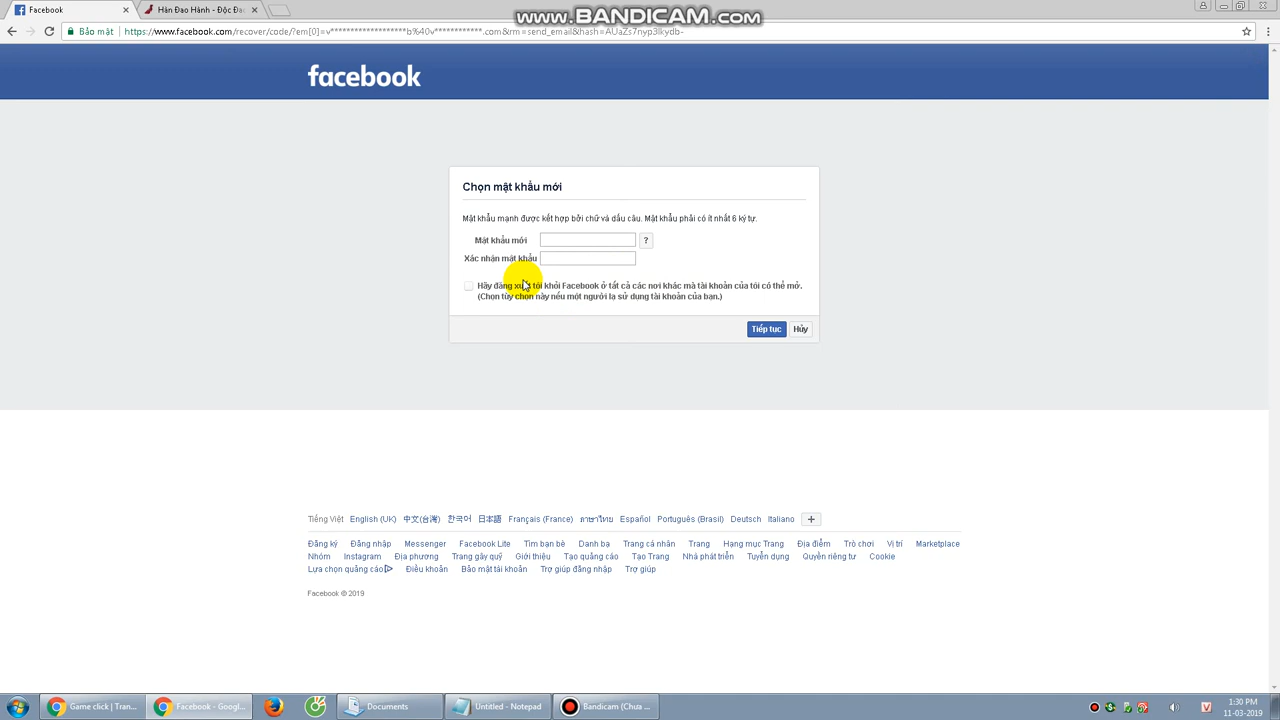 Facebook
Hàn Đao Hành - Độc Đạ
www.BANDICAM.com
Bảo mật
https://www.facebook.com/recover/code/?em[0]=v******************b%40v************.com&rm=send_email&hash=AUaZs7nyp3lkydb-
facebook
Chọn mật khẩu mới
Mật khẩu mạnh được kết hợp bởi chữ và dấu câu. Mật khẩu phải có ít nhất 6 ký tự.
Mật khẩu mới ?
Xác nhận mật khẩu
Hãy đăng xuất tôi khỏi Facebook ở tất cả các nơi khác mà tài khoản của tôi có thể mở.
(Chọn tùy chọn này nếu một người lạ sử dụng tài khoản của bạn.)
Tiếp tục Hủy
Tiếng Việt English (UK) 中文(台灣) 한국어 日本語 Français (France) ภาษาไทย Español Português (Brasil) Deutsch Italiano +
Đăng ký Đăng nhập Messenger Facebook Lite Tìm bạn bè Danh bạ Trang cá nhân Trang Hạng mục Trang Địa điểm Trò chơi Vị trí Marketplace
Nhóm Instagram Địa phương Trang gây quỹ Giới thiệu Tạo quảng cáo Tạo Trang Nhà phát triển Tuyển dụng Quyền riêng tư Cookie
Lựa chọn quảng cáo Điều khoản Bảo mật tài khoản Trợ giúp đăng nhập Trợ giúp
Facebook © 2019
Game click | Tran... Facebook - Googl... Documents Untitled - Notepad Bandicam (Chưa ... V 1:30 PM
11-03-2019